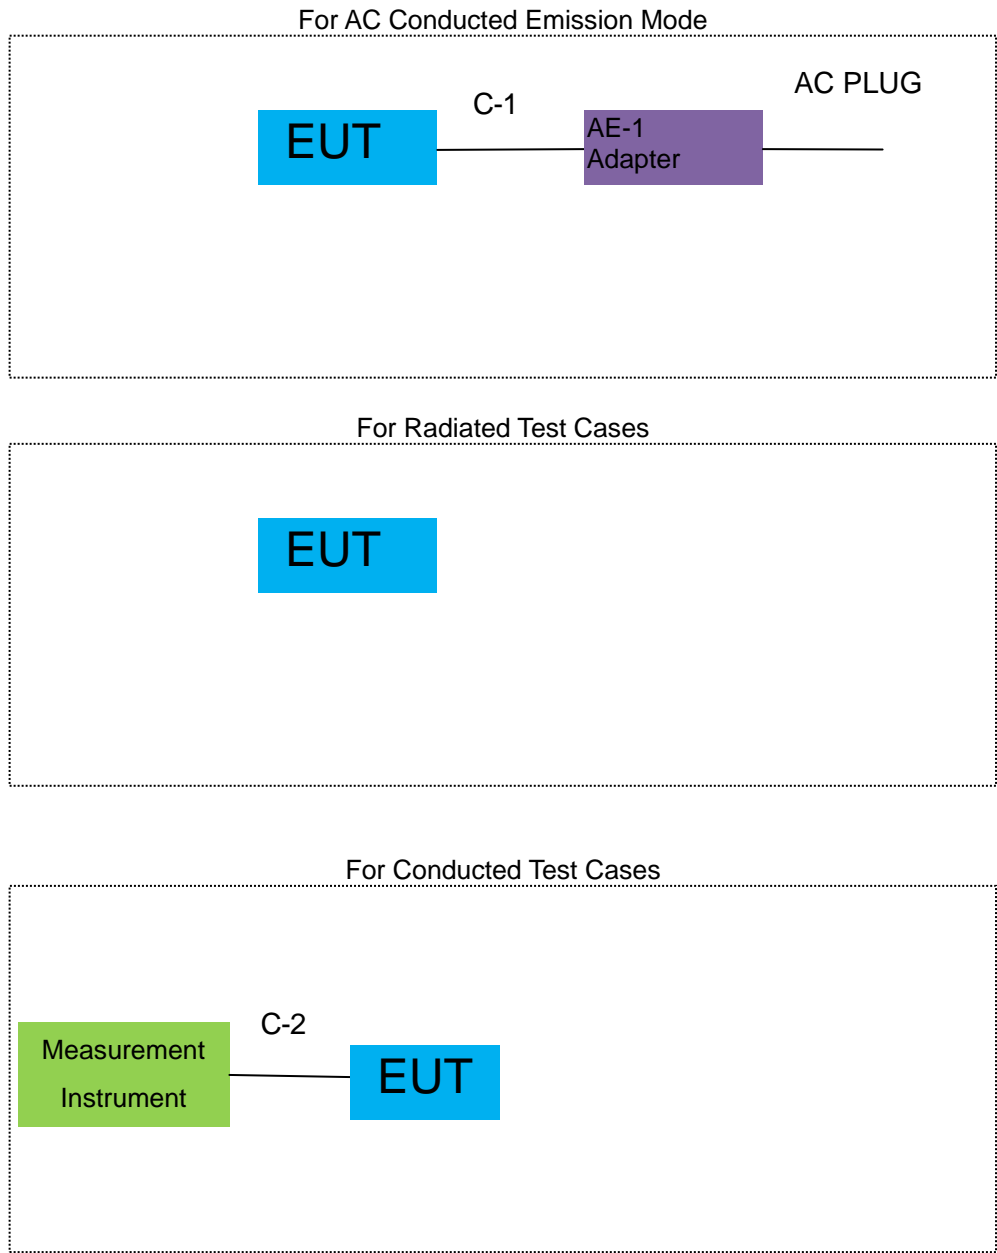 For AC Conducted Emission Mode
AC PLUG
C-1
EUT
AE-1
Adapter
For Radiated Test Cases
EUT
For Conducted Test Cases
C-2
Measurement
Instrument
EUT